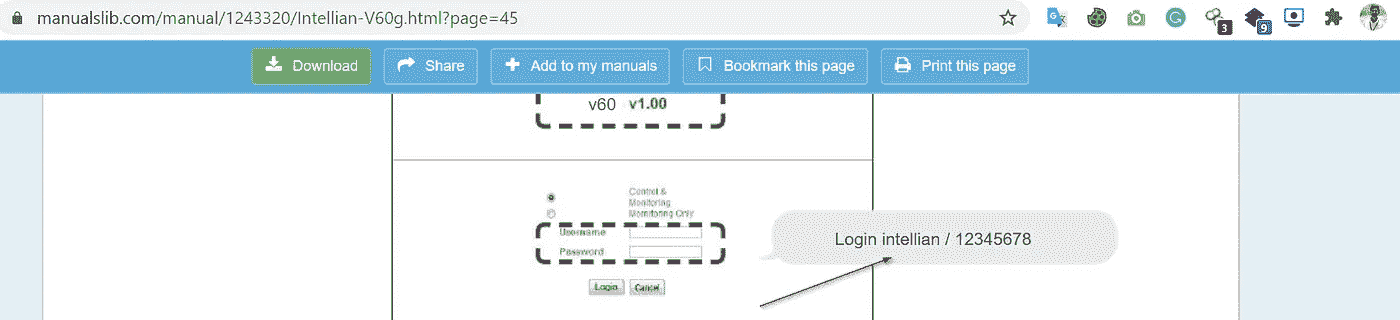 manualslib.com/manual/1243320/Intellian-V60g.html?page=45
3
9
Download Share Add to my manuals Bookmark this page Print this page
v60 v1.00
Control &
Monitoring
Monitoring Only
Username
Password
Login intellian / 12345678
Login Cancel